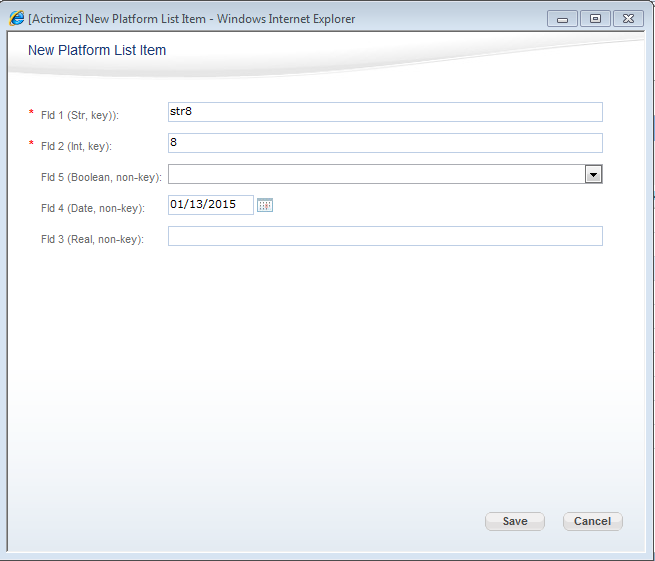 [Actimize] New Platform List Item - Windows Internet Explorer
New Platform List Item
* Fld 1 (Str, key)): str8
* Fld 2 (Int, key): 8
Fld 5 (Boolean, non-key):
Fld 4 (Date, non-key): 01/13/2015
Fld 3 (Real, non-key):
Save Cancel